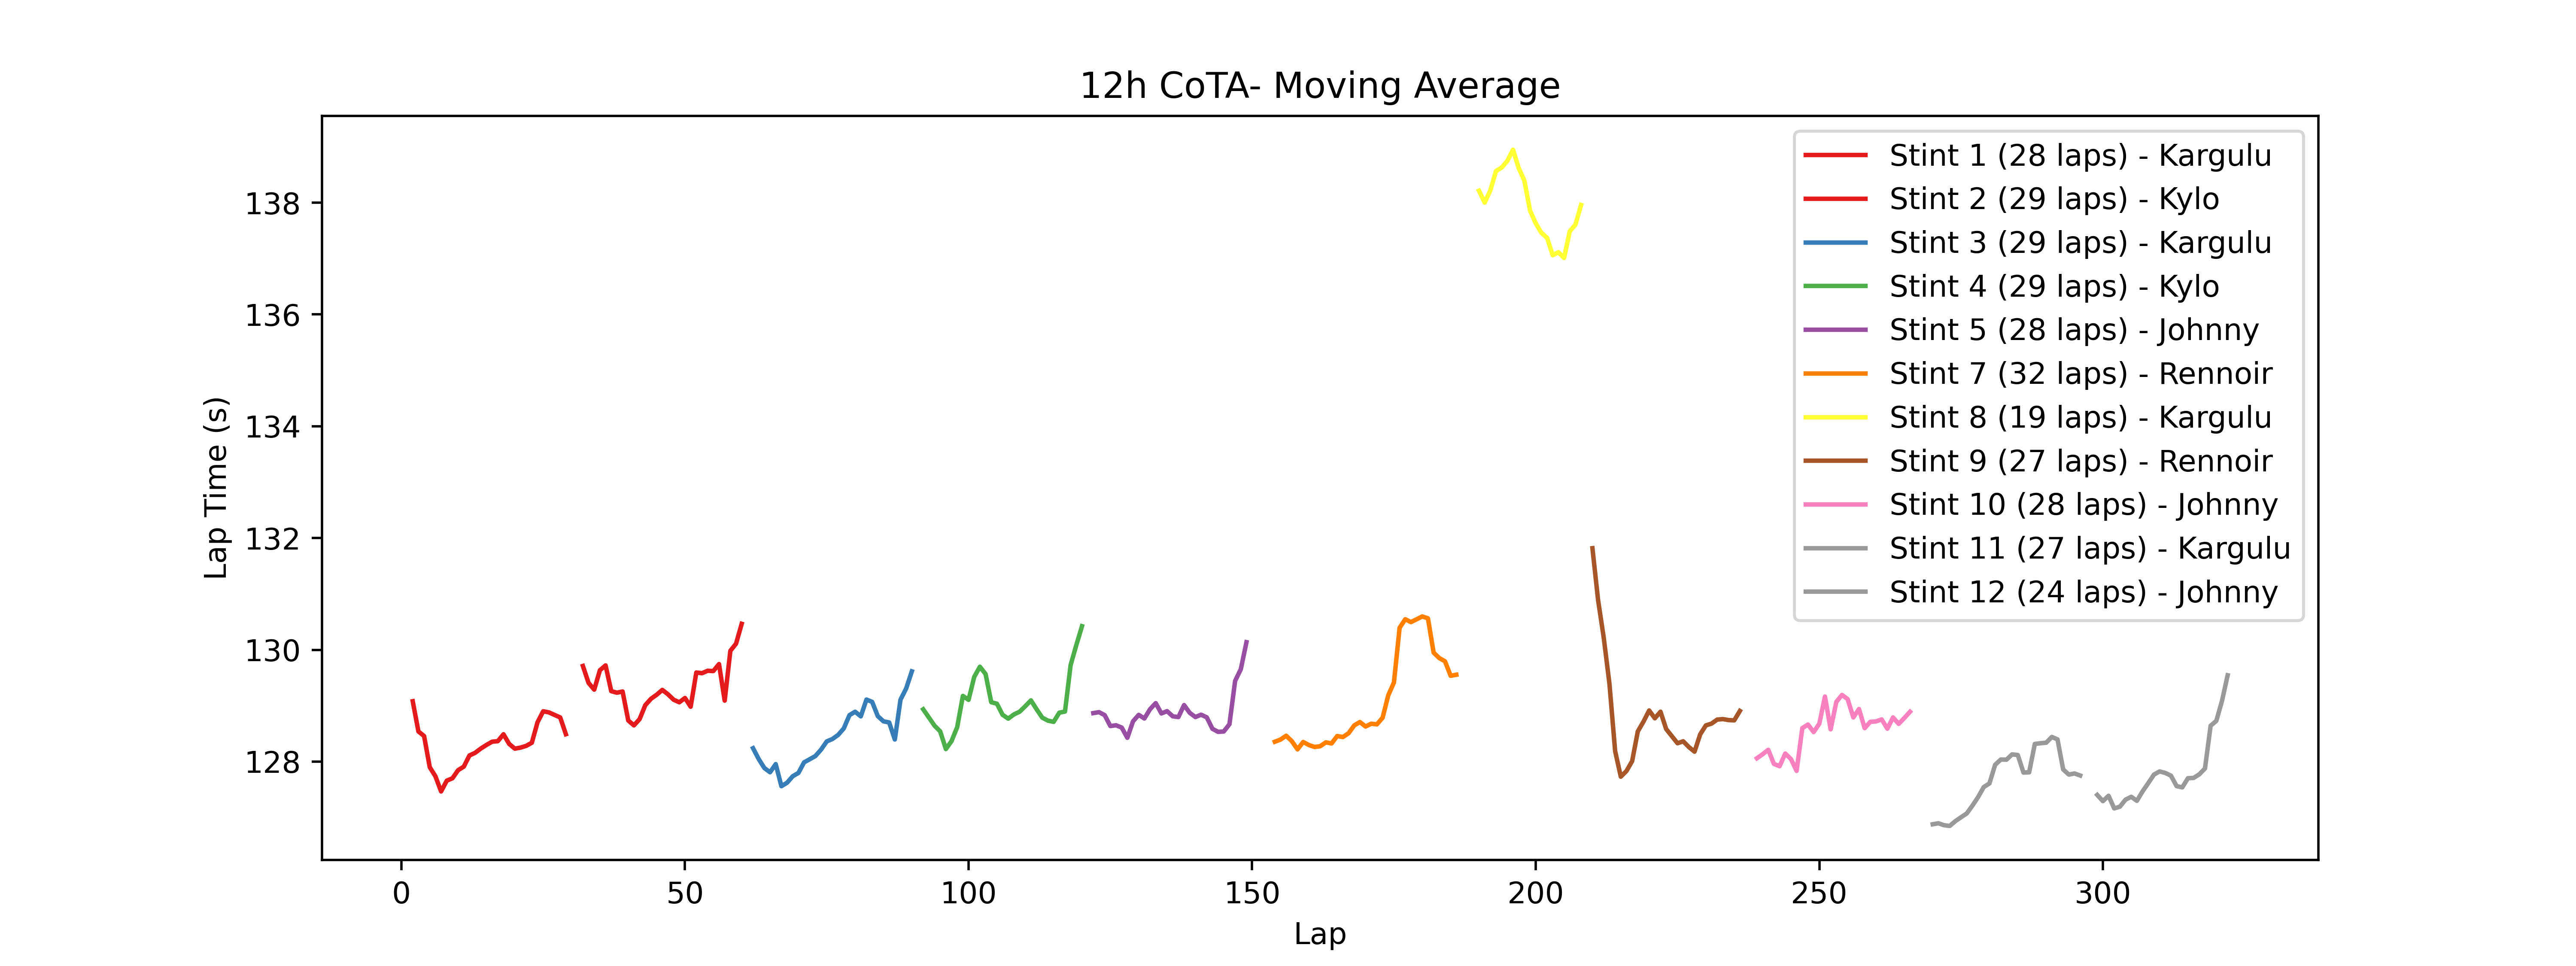 12h CoTA- Moving Average
Stint 1 (28 laps) - Kargulu
Stint 2 (29 laps) - Kylo
Stint 3 (29 laps) - Kargulu
Stint 4 (29 laps) - Kylo
Stint 5 (28 laps) - Johnny
Stint 7 (32 laps) - Rennoir
Stint 8 (19 laps) - Kargulu
Stint 9 (27 laps) - Rennoir
Stint 10 (28 laps) - Johnny
Stint 11 (27 laps) - Kargulu
Stint 12 (24 laps) - Johnny
Lap Time (s)
138
136
134
132
130
128
0 50 100 150 200 250 300
Lap